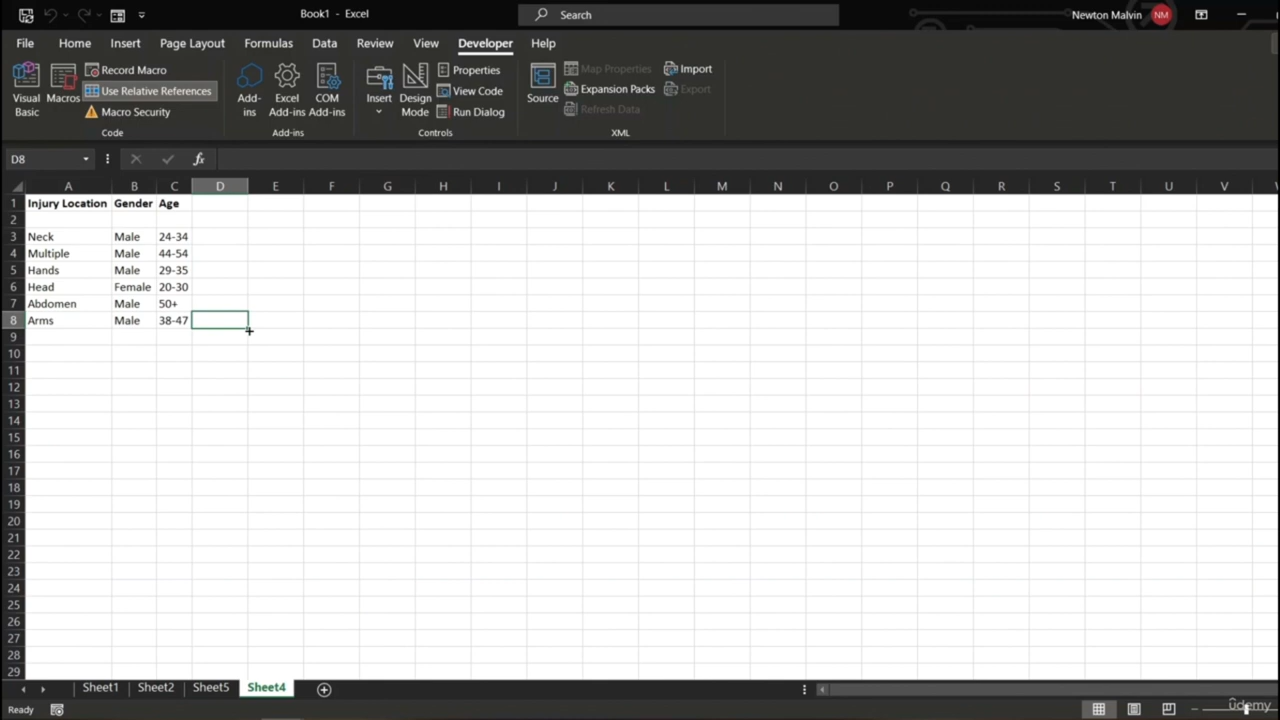 Book1 - Excel
Search
Newton Malvin NM
File Home Insert Page Layout Formulas Data Review View Developer Help
Visual Basic
Macros
Record Macro
Use Relative References
Macro Security
Code
Add-ins
Excel Add-ins
COM Add-ins
Add-ins
Insert
Design Mode
Properties
View Code
Run Dialog
Controls
Source
Map Properties
Expansion Packs
Refresh Data
Import
Export
XML
D8 fx
A B C D E F G H I J K L M N O P Q R S T U V
1 Injury Location Gender Age
2
3 Neck Male 24-34
4 Multiple Male 44-54
5 Hands Male 29-35
6 Head Female 20-30
7 Abdomen Male 50+
8 Arms Male 38-47
9
10
11
12
13
14
15
16
17
18
19
20
21
22
23
24
25
26
27
28
29
Sheet1 Sheet2 Sheet5 Sheet4
Ready
ûdemy